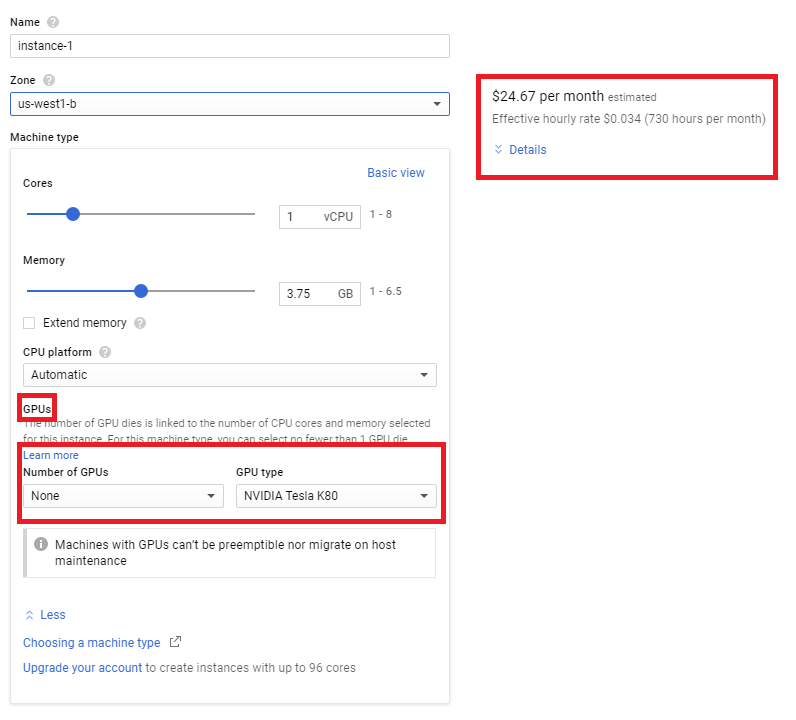 Name
instance-1
Zone
us-west1-b
$24.67 per month estimated
Effective hourly rate $0.034 (730 hours per month)
Details
Machine type
Basic view
Cores
1 vCPU 1 - 8
Memory
3.75 GB 1 - 6.5
Extend memory
CPU platform
Automatic
GPUs
The number of GPU dies is linked to the number of CPU cores and memory selected
for this instance. For this machine type, you can select no fewer than 1 GPU die.
Learn more
Number of GPUs GPU type
None NVIDIA Tesla K80
Machines with GPUs can't be preemptible nor migrate on host
maintenance
Less
Choosing a machine type
Upgrade your account to create instances with up to 96 cores